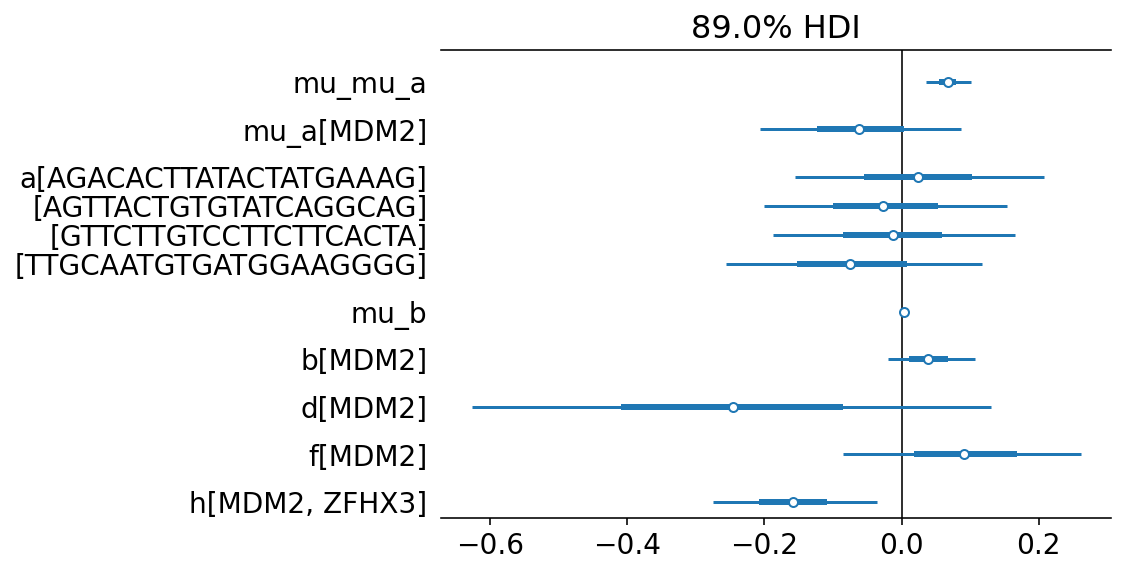 89.0% HDI
mu_mu_a
mu_a[MDM2]
a[AGACACTTATACTATGAAAG]
[AGTTACTGTGTATCAGGCAG]
[GTTCTTGTCCTTCTTCACTA]
[TTGCAATGTGATGGAAGGGG]
mu_b
b[MDM2]
d[MDM2]
f[MDM2]
h[MDM2, ZFHX3]
−0.6 −0.4 −0.2 0.0 0.2